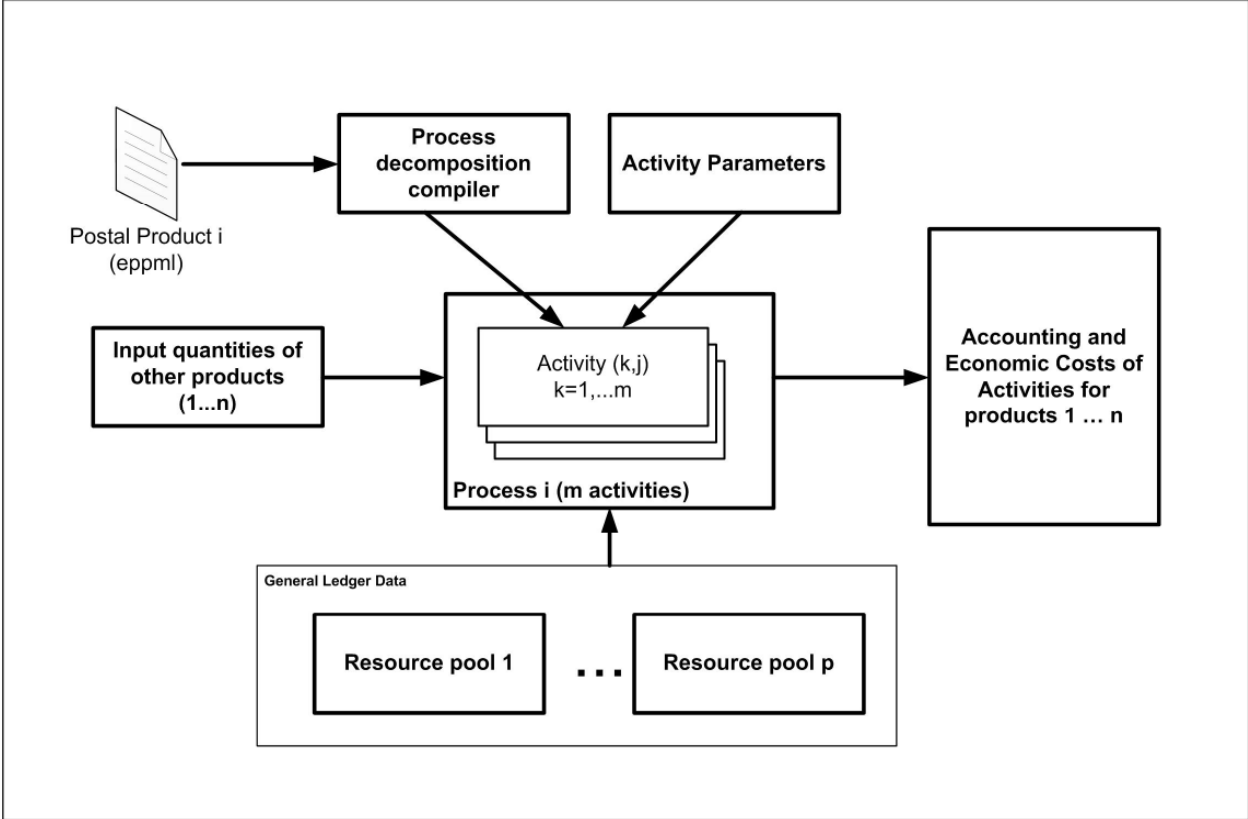 Process
decomposition
compiler
Activity Parameters
Postal Product i
(eppml)
Input quantities of
other products
(1...n)
Activity (k,j)
k=1,...m
Process i (m activities)
Accounting and
Economic Costs of
Activities for
products 1 … n
General Ledger Data
Resource pool 1
...
Resource pool p